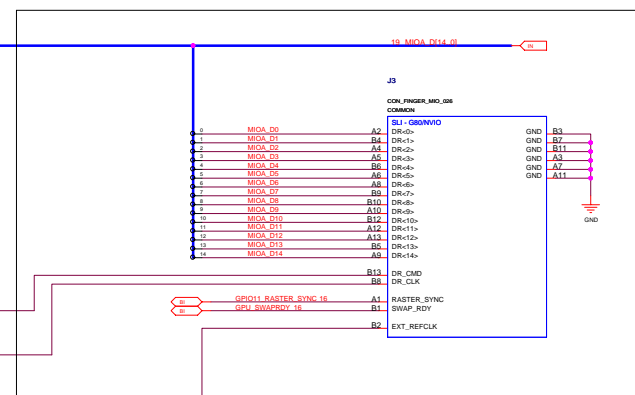 19 MIOA_D[14..0]
IN
J3
CON_FINGER_MIO_026
COMMON
SLI - G80/NVIO
0 MIOA_D0 A2 DR<0> GND B3
1 MIOA_D1 B4 DR<1> GND B7
2 MIOA_D2 A4 DR<2> GND B11
3 MIOA_D3 A5 DR<3> GND A3
4 MIOA_D4 B6 DR<4> GND A7
5 MIOA_D5 A6 DR<5> GND A11
6 MIOA_D6 A8 DR<6>
7 MIOA_D7 B9 DR<7>
8 MIOA_D8 B10 DR<8>
9 MIOA_D9 A10 DR<9>
10 MIOA_D10 B12 DR<10>
11 MIOA_D11 A12 DR<11>
12 MIOA_D12 A13 DR<12>
13 MIOA_D13 B5 DR<13>
14 MIOA_D14 A9 DR<14>
GND
B13 DR_CMD
B8 DR_CLK
BI GPIO11_RASTER_SYNC 16 A1 RASTER_SYNC
BI GPU_SWAPRDY 16 B1 SWAP_RDY
B2 EXT_REFCLK